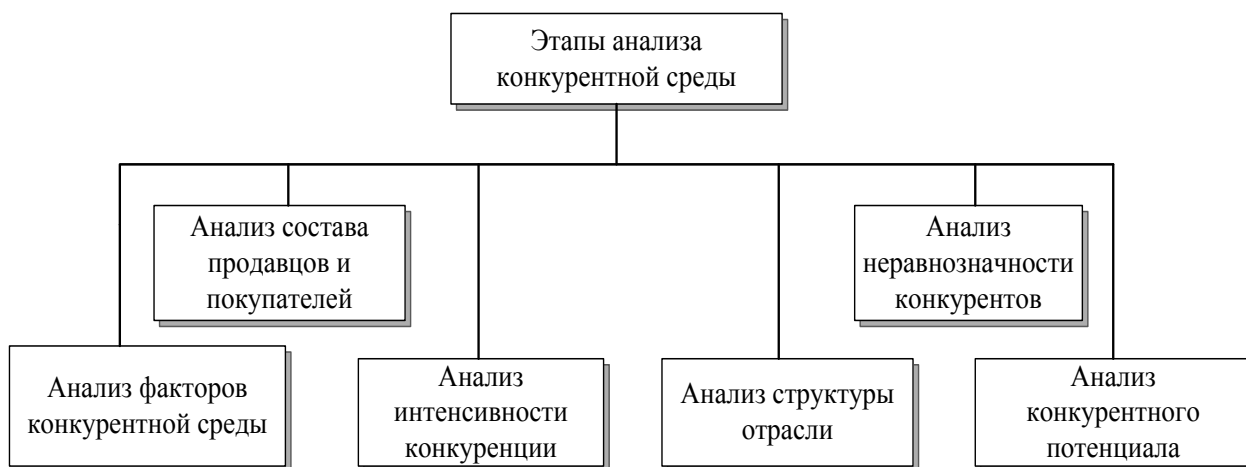 Этапы анализа
конкурентной среды
Анализ состава
продавцов и
покупателей
Анализ
неравнозначности
конкурентов
Анализ факторов
конкурентной среды
Анализ
интенсивности
конкуренции
Анализ структуры
отрасли
Анализ
конкурентного
потенциала